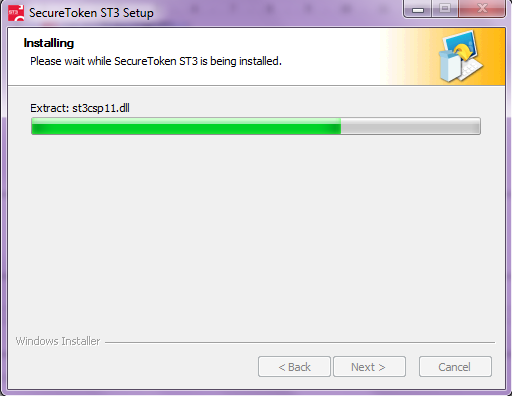 ST3 SecureToken ST3 Setup
Installing
Please wait while SecureToken ST3 is being installed.
Extract: st3csp11.dll
Windows Installer
< Back Next > Cancel